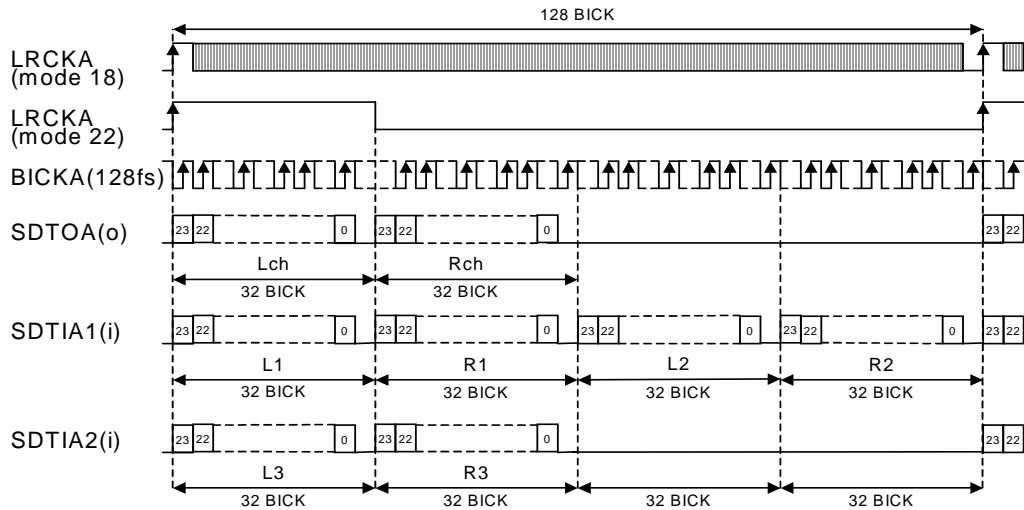 128 BICK
LRCKA
(mode 18)
LRCKA
(mode 22)
BICKA(128fs)
SDTOA(o)
23 22 0 23 22 0 23 22
Lch Rch
32 BICK 32 BICK
SDTIA1(i)
23 22 0 23 22 0 23 22 0 23 22 0 23 22
L1 R1 L2 R2
32 BICK 32 BICK 32 BICK 32 BICK
SDTIA2(i)
23 22 0 23 22 0 23 22
L3 R3
32 BICK 32 BICK 32 BICK 32 BICK